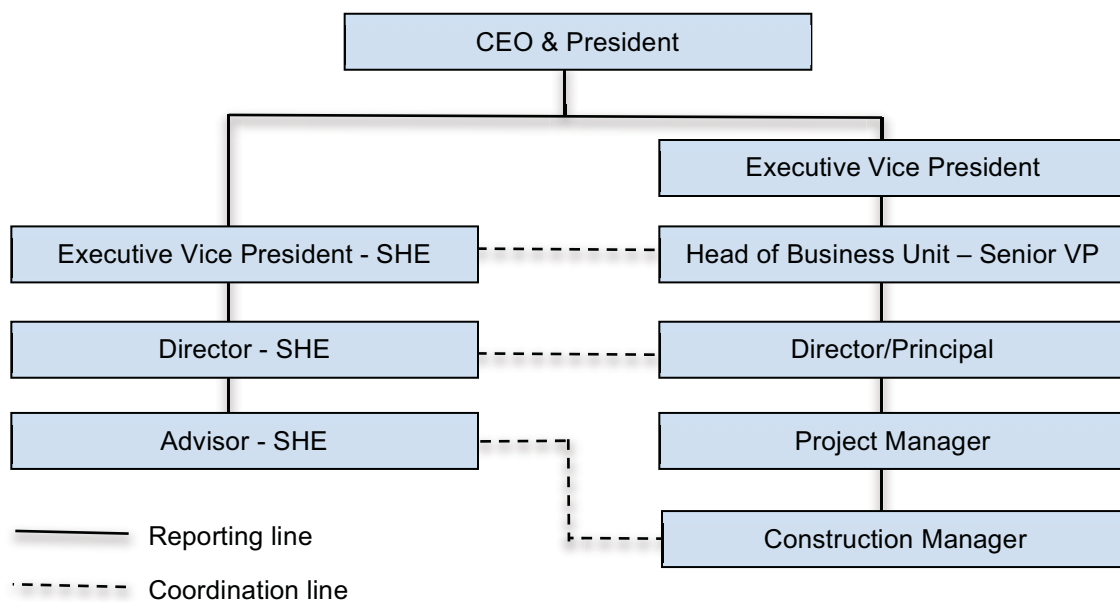 CEO & President
Executive Vice President
Executive Vice President - SHE
Head of Business Unit – Senior VP
Director - SHE
Director/Principal
Advisor - SHE
Project Manager
Reporting line
Construction Manager
Coordination line